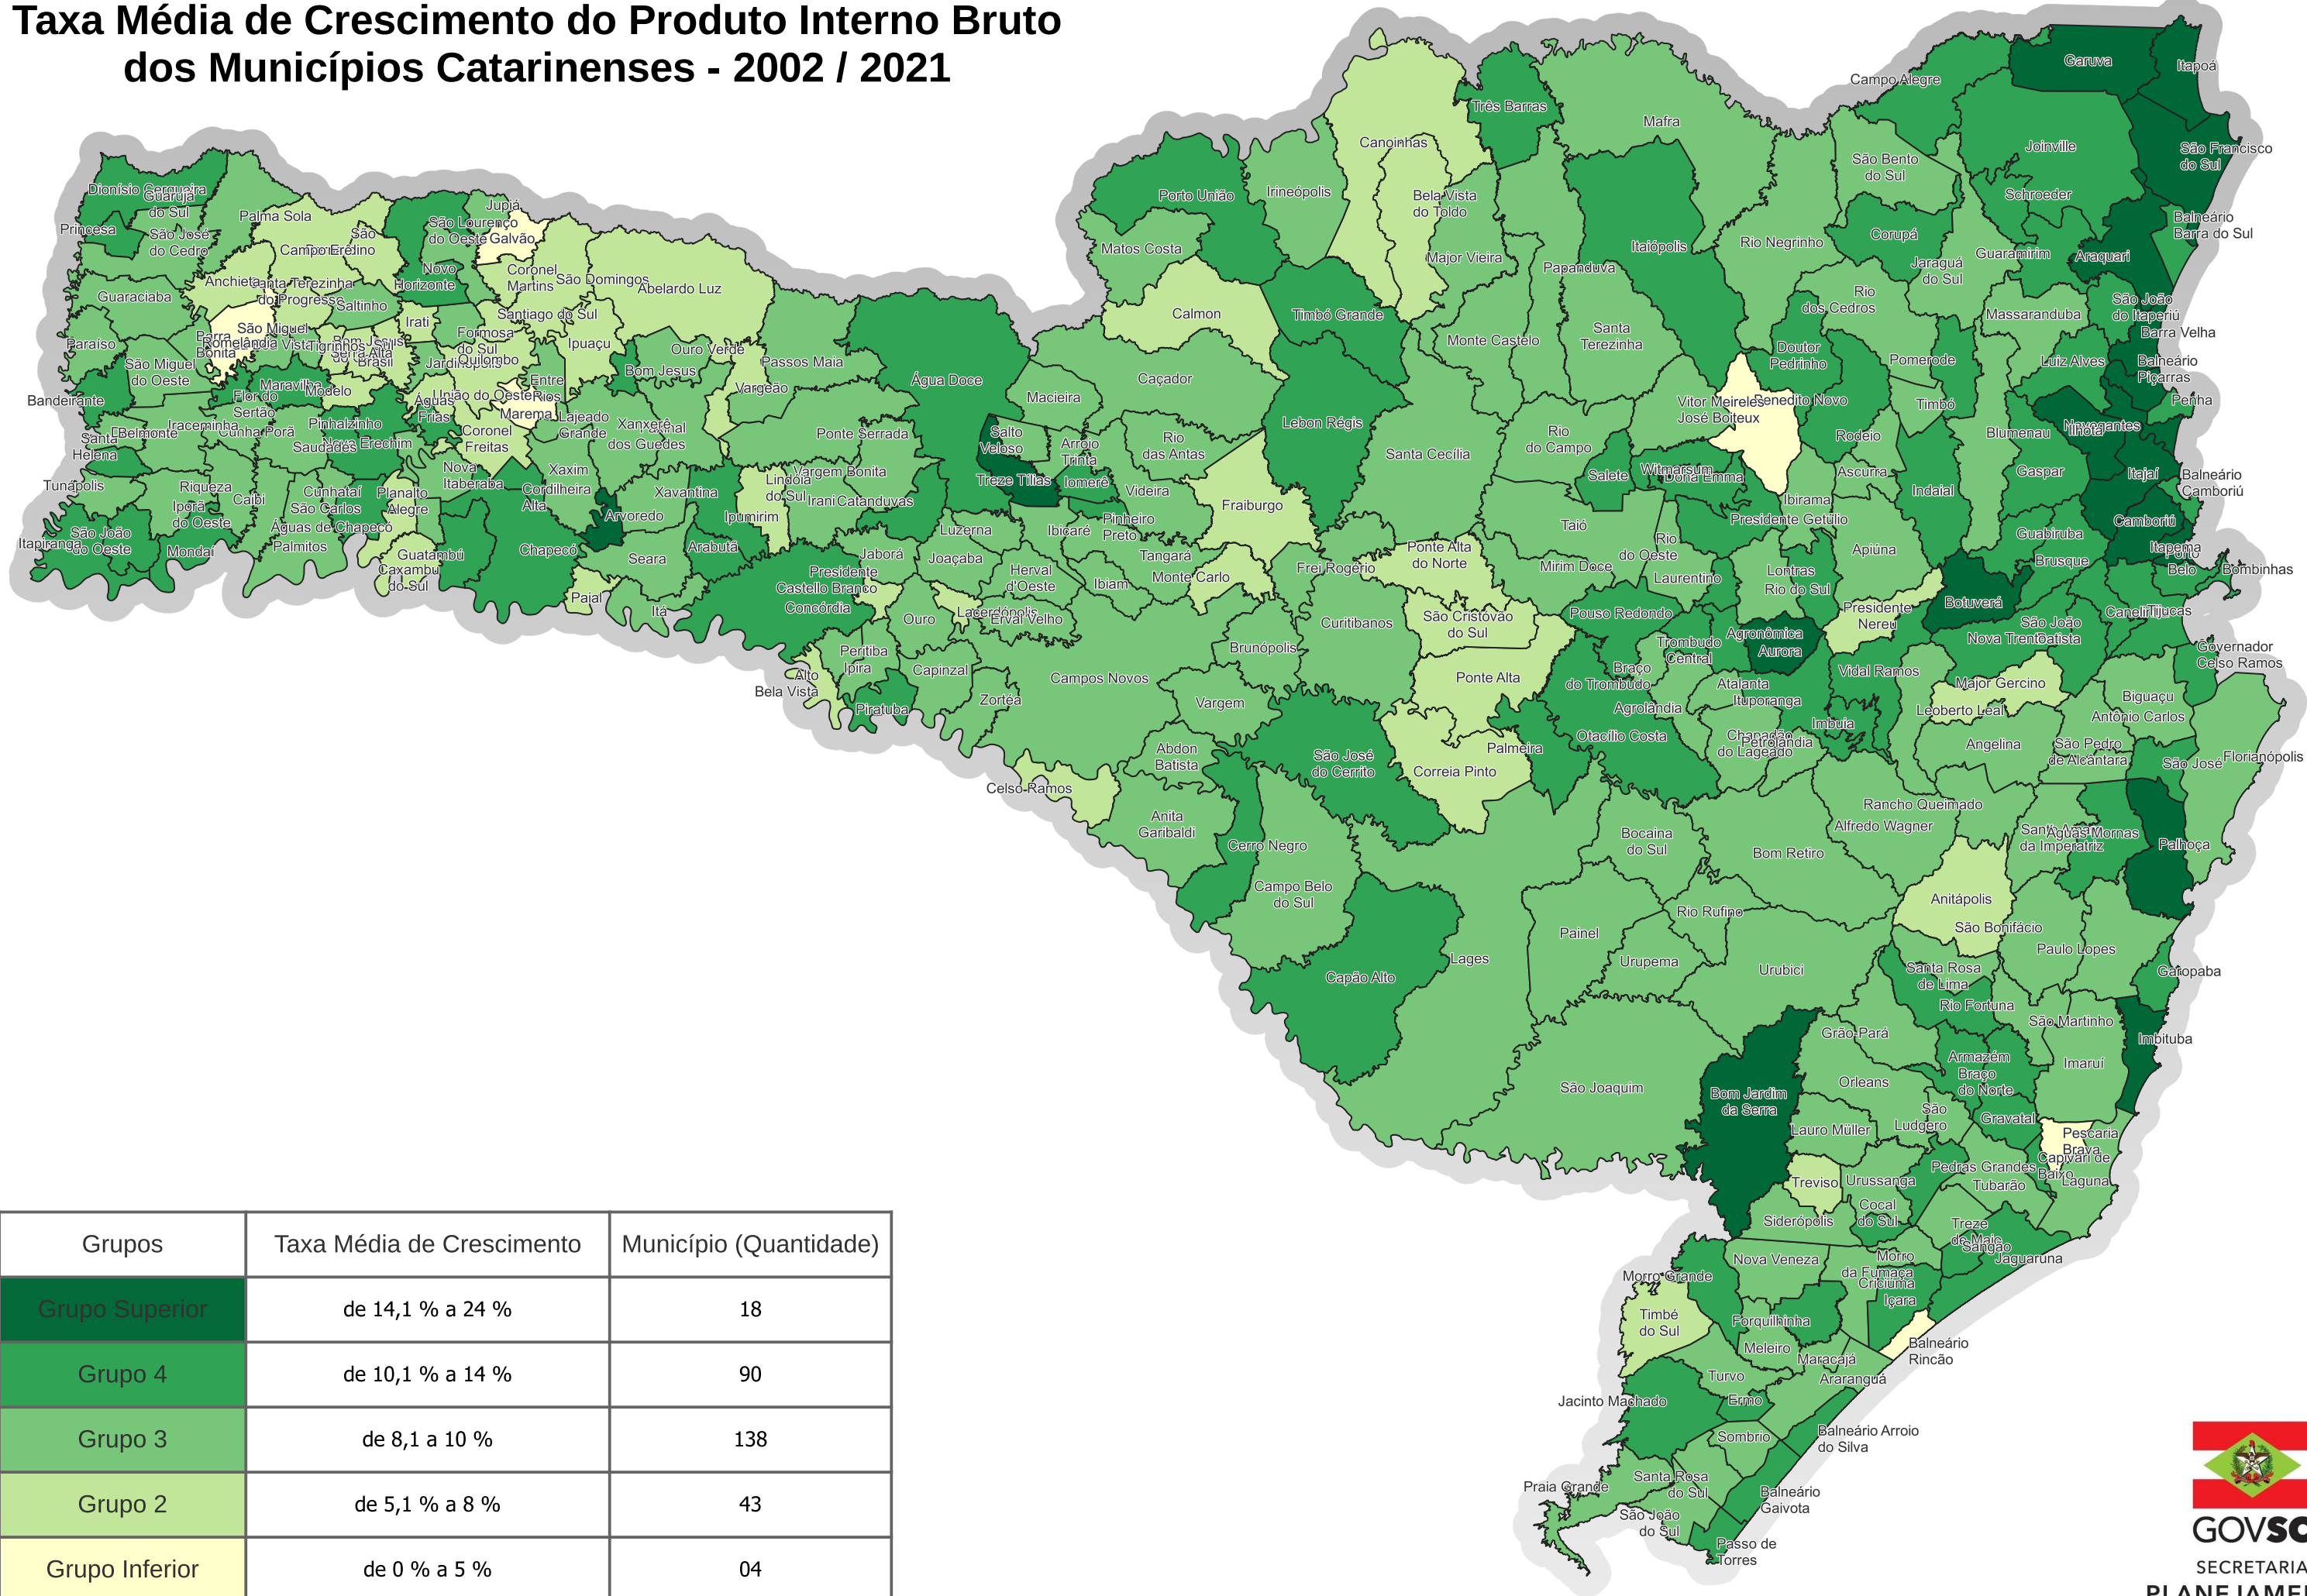 Taxa Média de Crescimento do Produto Interno Bruto
dos Municípios Catarinenses - 2002 / 2021
Garuva
Itapoá
Campo Alegre
Três Barras
Mafra
Canoinhas
Joinville
São Francisco
do Sul
São Bento
do Sul
Dionísio Cerqueira
Guarujá
do Sul
Porto União
Irineópolis
Bela Vista
do Toldo
Schroeder
Jupiá
Palma Sola
Princesa
São José
do Cedro
São Lourenço
do Oeste
Galvão
Balneário
Barra do Sul
Corupá
Campo Erê
São
Matos Costa
Itaiópolis
Rio Negrinho
Guaramirim
Araquari
Major Vieira
Papanduva
Jaraguá
do Sul
Novo
Horizonte
Coronel
Martins
São Domingos
Abelardo Luz
Anchieta
Santa Terezinha
do Progresso
Guaraciaba
Saltinho
Rio
dos Cedros
São João
do Itaperiú
Calmon
Timbó Grande
Massaranduba
Santiago do Sul
Irati
Barra Velha
São Miguel
Barra
Bonita
Romelândia
Formosa
do Sul
Ipuaçu
Monte Castelo
Santa
Terezinha
Paraíso
Tigrinhos
Serra Alta
Bom Jesus
Brasil
Jardinópolis
Quilombo
Ouro Verde
Passos Maia
Doutor
Pedrinho
Pomerode
Luiz Alves
Balneário
Piçarras
São Miguel
do Oeste
Bom Jesus
Água Doce
Caçador
Maravilha
Modelo
Entre
Rios
Vargeão
Macieira
Bandeirante
Flor do
Sertão
União do Oeste
Águas
Frias
Marema
Vitor Meireles
José Boiteux
Benedito Novo
Timbó
Penha
Iraceminha
Cunha Porã
Pinhalzinho
Lajeado
Grande
Xanxerê
dos Guedes
Lebon Régis
Belmonte
Santa
Helena
Saudades
Nova Erechim
Coronel
Freitas
Ponte Serrada
Salto
Veloso
Arroio
Trinta
Rio
das Antas
Santa Cecília
Rio
do Campo
Rodeio
Blumenau
Navegantes
Ilhota
Xaxim
Nova
Itaberaba
Vargem Bonita
Treze Tílias
Iomerê
Salete
Witmarsum
Dona Emma
Ascurra
Gaspar
Itajaí
Balneário
Camboriú
Tunápolis
Riqueza
Iporã
do Oeste
Caibi
Cunhataí
São Carlos
Planalto
Alegre
Cordilheira
Alta
Xavantina
Lindóia
do Sul
Irani
Catanduvas
Videira
Fraiburgo
Ibirama
Indaial
Águas de Chapecó
Arvoredo
Ipumirim
Pinheiro
Preto
Presidente Getúlio
Camboriú
São João
do Oeste
Itapiranga
Mondaí
Palmitos
Guatambú
Chapecó
Seara
Arabutã
Luzerna
Ibicaré
Taió
Rio
do Oeste
Guabiruba
Itapema
Porto
Belo
Bombinhas
Caxambu
do Sul
Jaborá
Joaçaba
Tangará
Ponte Alta
do Norte
Mirim Doce
Apiúna
Brusque
Presidente
Castello Branco
Herval
d'Oeste
Ibiam
Monte Carlo
Frei Rogério
Laurentino
Lontras
Rio do Sul
Paial
Itá
Concórdia
Ouro
Lacerdópolis
Erval Velho
Curitibanos
São Cristóvão
do Sul
Pouso Redondo
Presidente
Nereu
Botuverá
Canelinha
Tijucas
Trombudo
Central
Agronômica
Aurora
Nova Trento
São João
Batista
Peritiba
Ipira
Brunópolis
Governador
Celso Ramos
Alto
Bela Vista
Capinzal
Campos Novos
Ponte Alta
Braço
do Trombudo
Vidal Ramos
Major Gercino
Piratuba
Zortéa
Vargem
Agrolândia
Atalanta
Ituporanga
Leoberto Leal
Biguaçu
Antônio Carlos
Imbuia
Abdon
Batista
São José
do Cerrito
Palmeira
Otacílio Costa
Chapadão
do Lageado
Petrolândia
Angelina
São Pedro
de Alcântara
São José
Florianópolis
Celso Ramos
Correia Pinto
Anita
Garibaldi
Rancho Queimado
Cerro Negro
Bocaina
do Sul
Alfredo Wagner
Santo Amaro
da Imperatriz
Águas Mornas
Palhoça
Bom Retiro
Campo Belo
do Sul
Anitápolis
Rio Rufino
São Bonifácio
Painel
Paulo Lopes
Capão Alto
Lages
Urupema
Urubici
Santa Rosa
de Lima
Garopaba
Rio Fortuna
São Martinho
Grão-Pará
Imbituba
São Joaquim
Bom Jardim
da Serra
Orleans
Armazém
Braço
do Norte
Imaruí
São
Ludgero
Gravatal
Lauro Müller
Pescaria
Brava
Capivari de
Baixo
Laguna
Treviso
Urussanga
Pedras Grandes
Tubarão
Siderópolis
Cocal
do Sul
Treze
de Maio
Sangão
Jaguaruna
Nova Veneza
Morro
da Fumaça
Criciúma
Içara
Morro Grande
Timbé
do Sul
Forquilhinha
Balneário
Rincão
Meleiro
Maracajá
Turvo
Araranguá
Jacinto Machado
Ermo
Sombrio
Balneário Arroio
do Silva
Praia Grande
Santa Rosa
do Sul
Balneário
Gaivota
São João
do Sul
Passo de
Torres
Grupos Taxa Média de Crescimento Município (Quantidade)
Grupo Superior de 14,1 % a 24 % 18
Grupo 4 de 10,1 % a 14 % 90
Grupo 3 de 8,1 a 10 % 138
Grupo 2 de 5,1 % a 8 % 43
Grupo Inferior de 0 % a 5 % 04
GOVSC
SECRETARIA